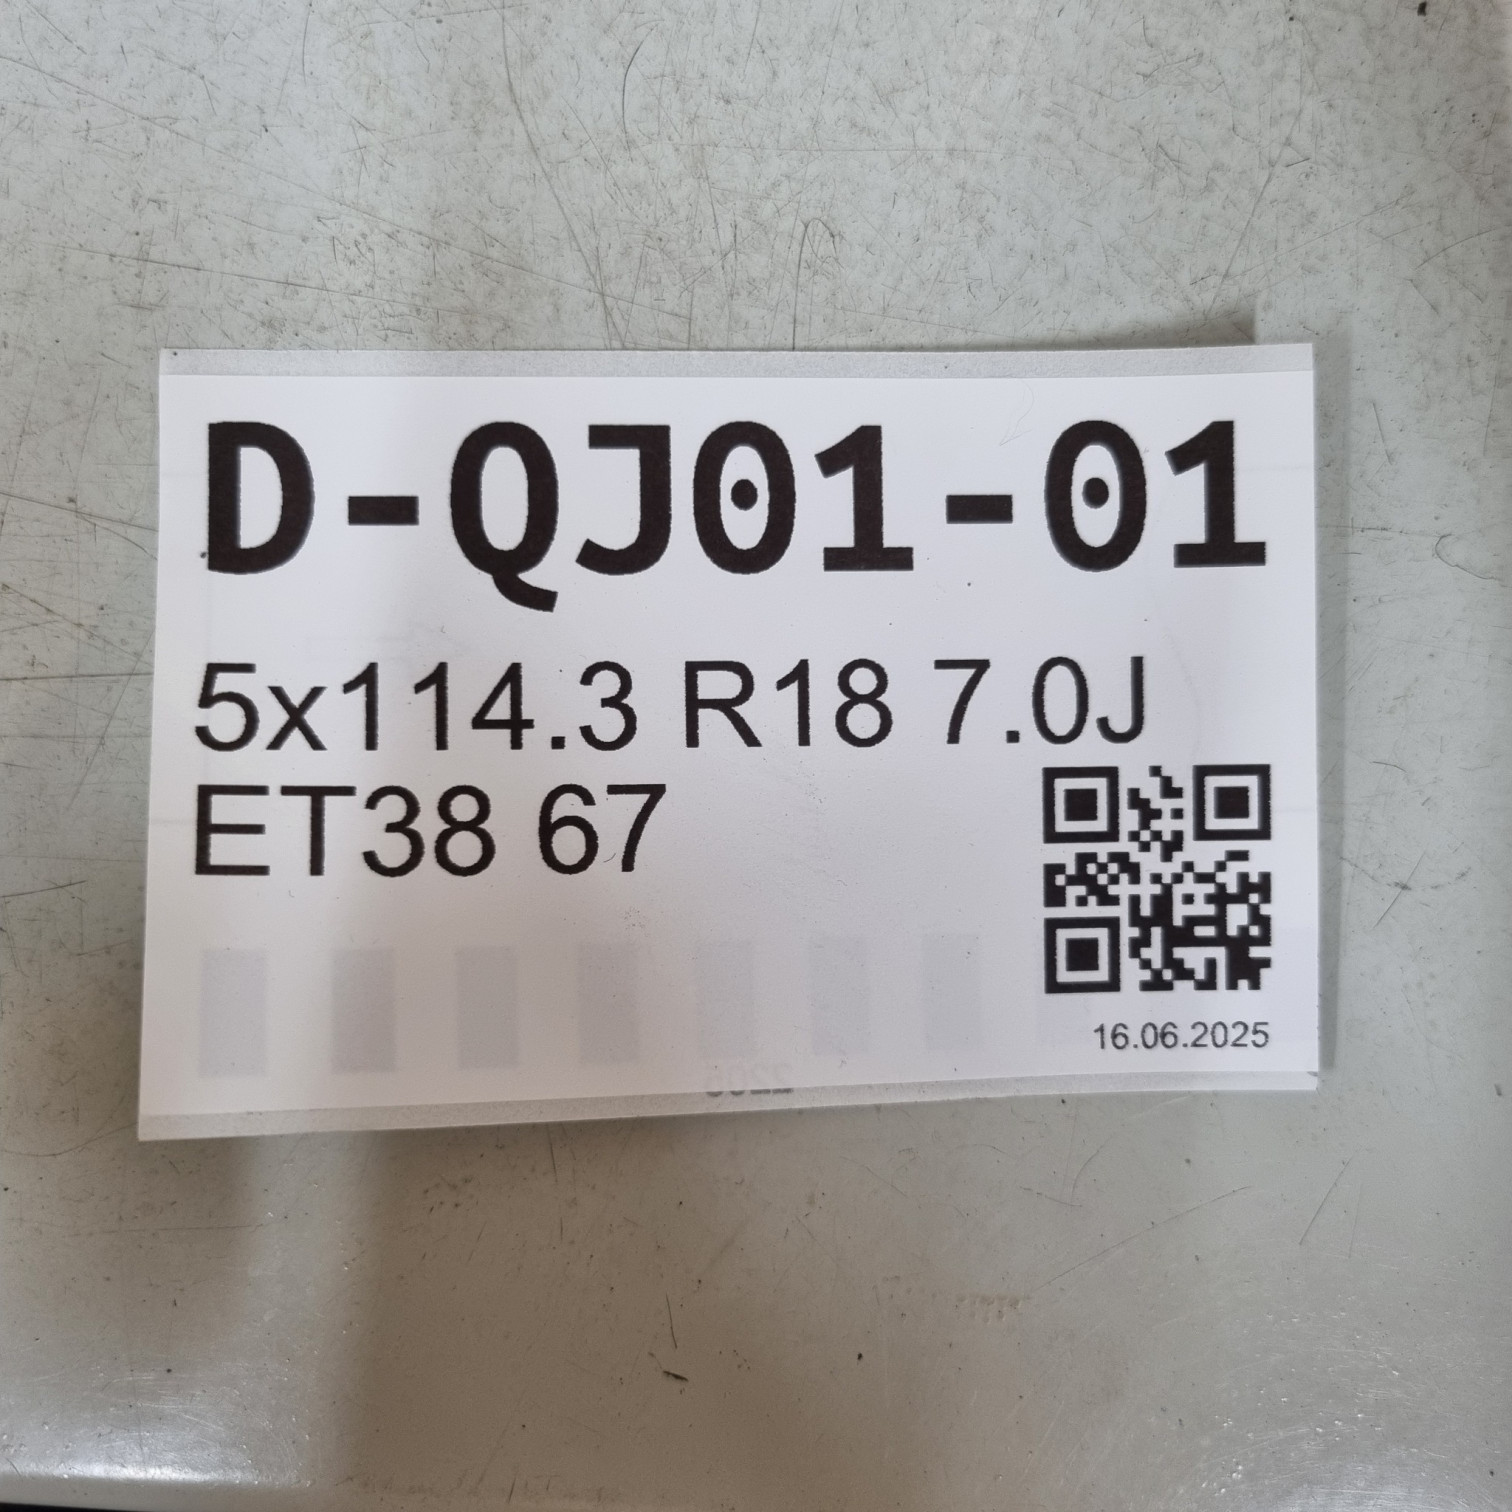 D-QJ01-01
5x114.3 R18 7.0J
ET38 67
16.06.2025